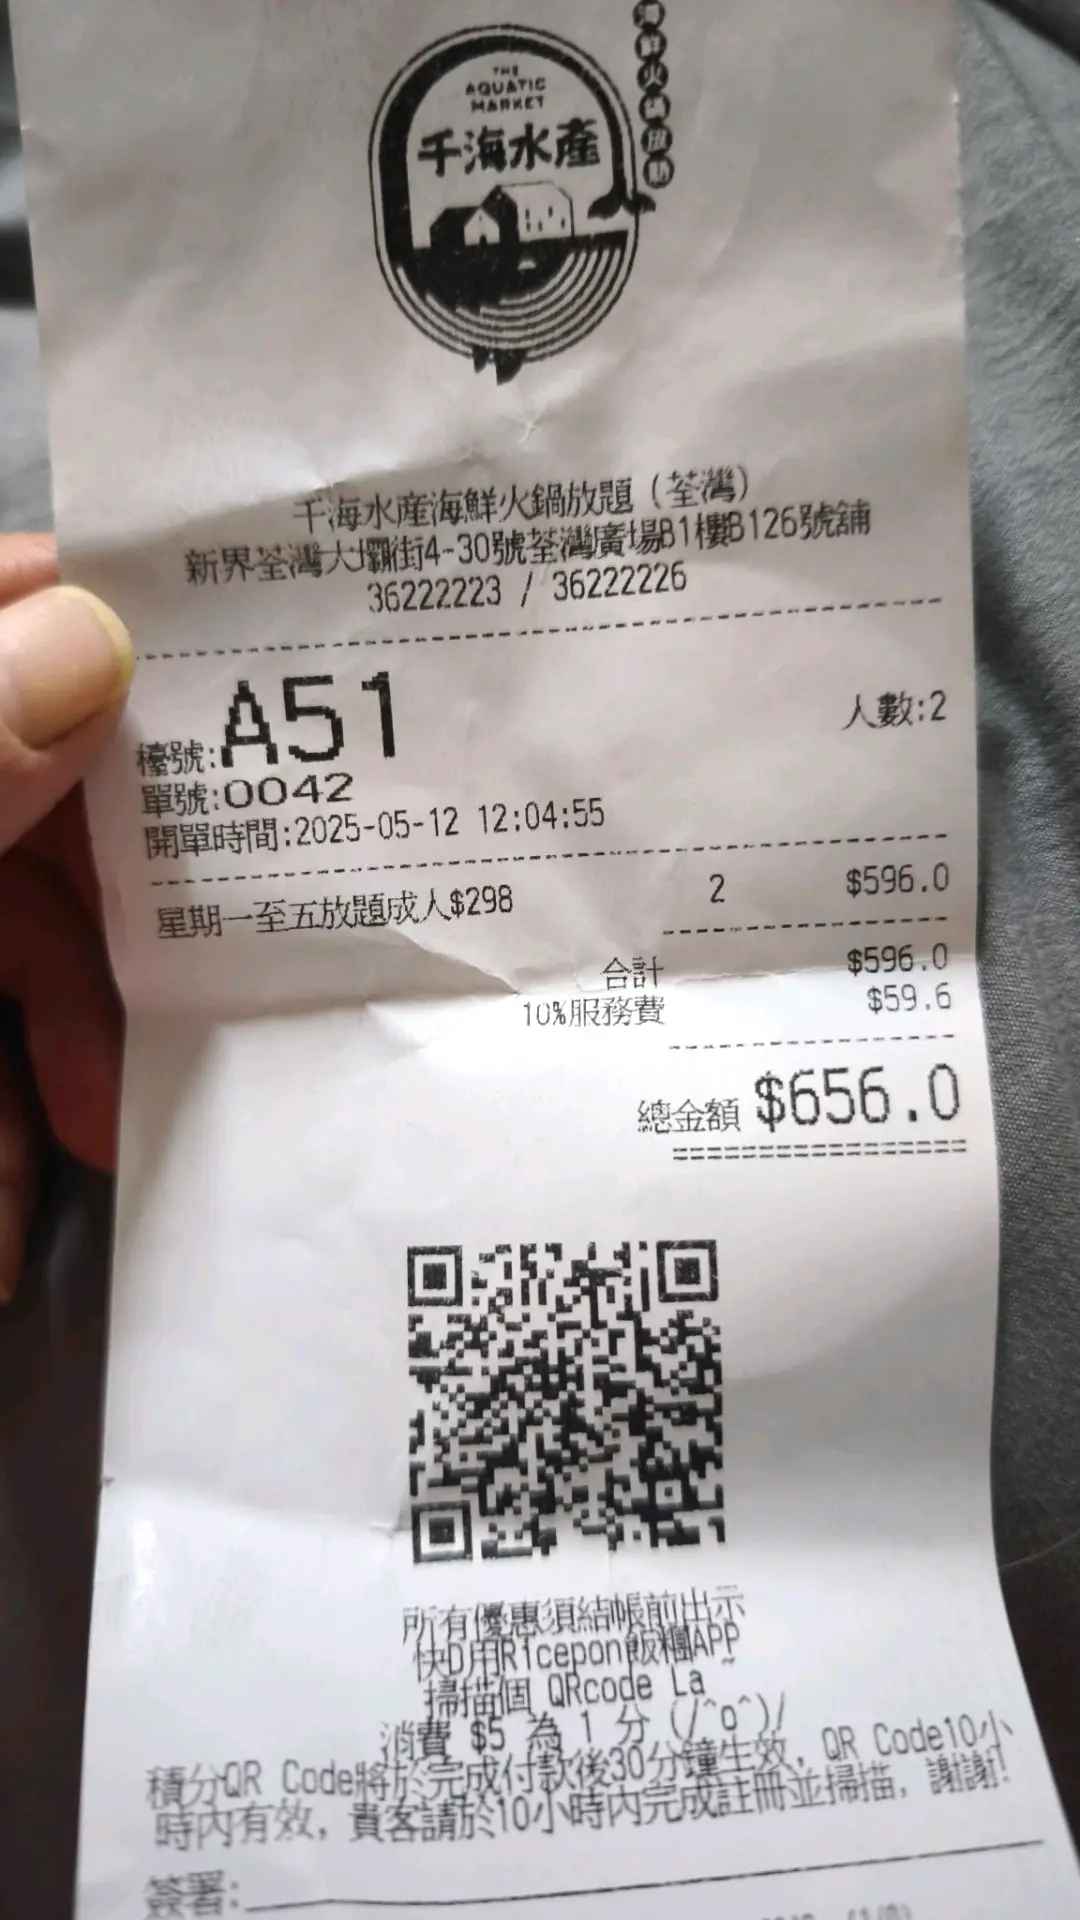 THE
AQUATIC
MARKET
千海水產
海鮮火鍋放題
千海水產海鮮火鍋放題（荃灣）
新界荃灣大壩街4-30號荃灣廣場B1樓B126號舖
36222223 / 36222226
檯號:A51
人數:2
單號:0042
開單時間:2025-05-12 12:04:55
星期一至五放題成人$298 2 $596.0
合計 $596.0
10%服務費 $59.6
總金額 $656.0
所有優惠須結帳前出示
快D用Ricepon飯糰APP
掃描個 QRcode La~
消費 $5 為 1 分 (/^o^)/
積分QR Code將於完成付款後30分鐘生效, QR Code10小
時內有效, 貴客請於10小時內完成註冊並掃描, 謝謝!
簽署: